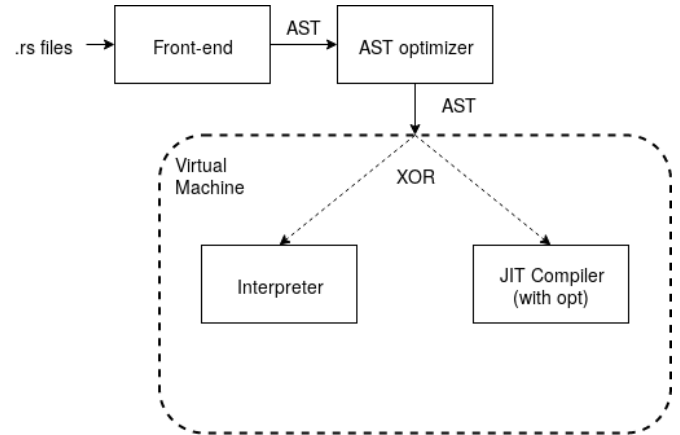 .rs files
Front-end
AST
AST optimizer
AST
Virtual
Machine
XOR
Interpreter
JIT Compiler
(with opt)